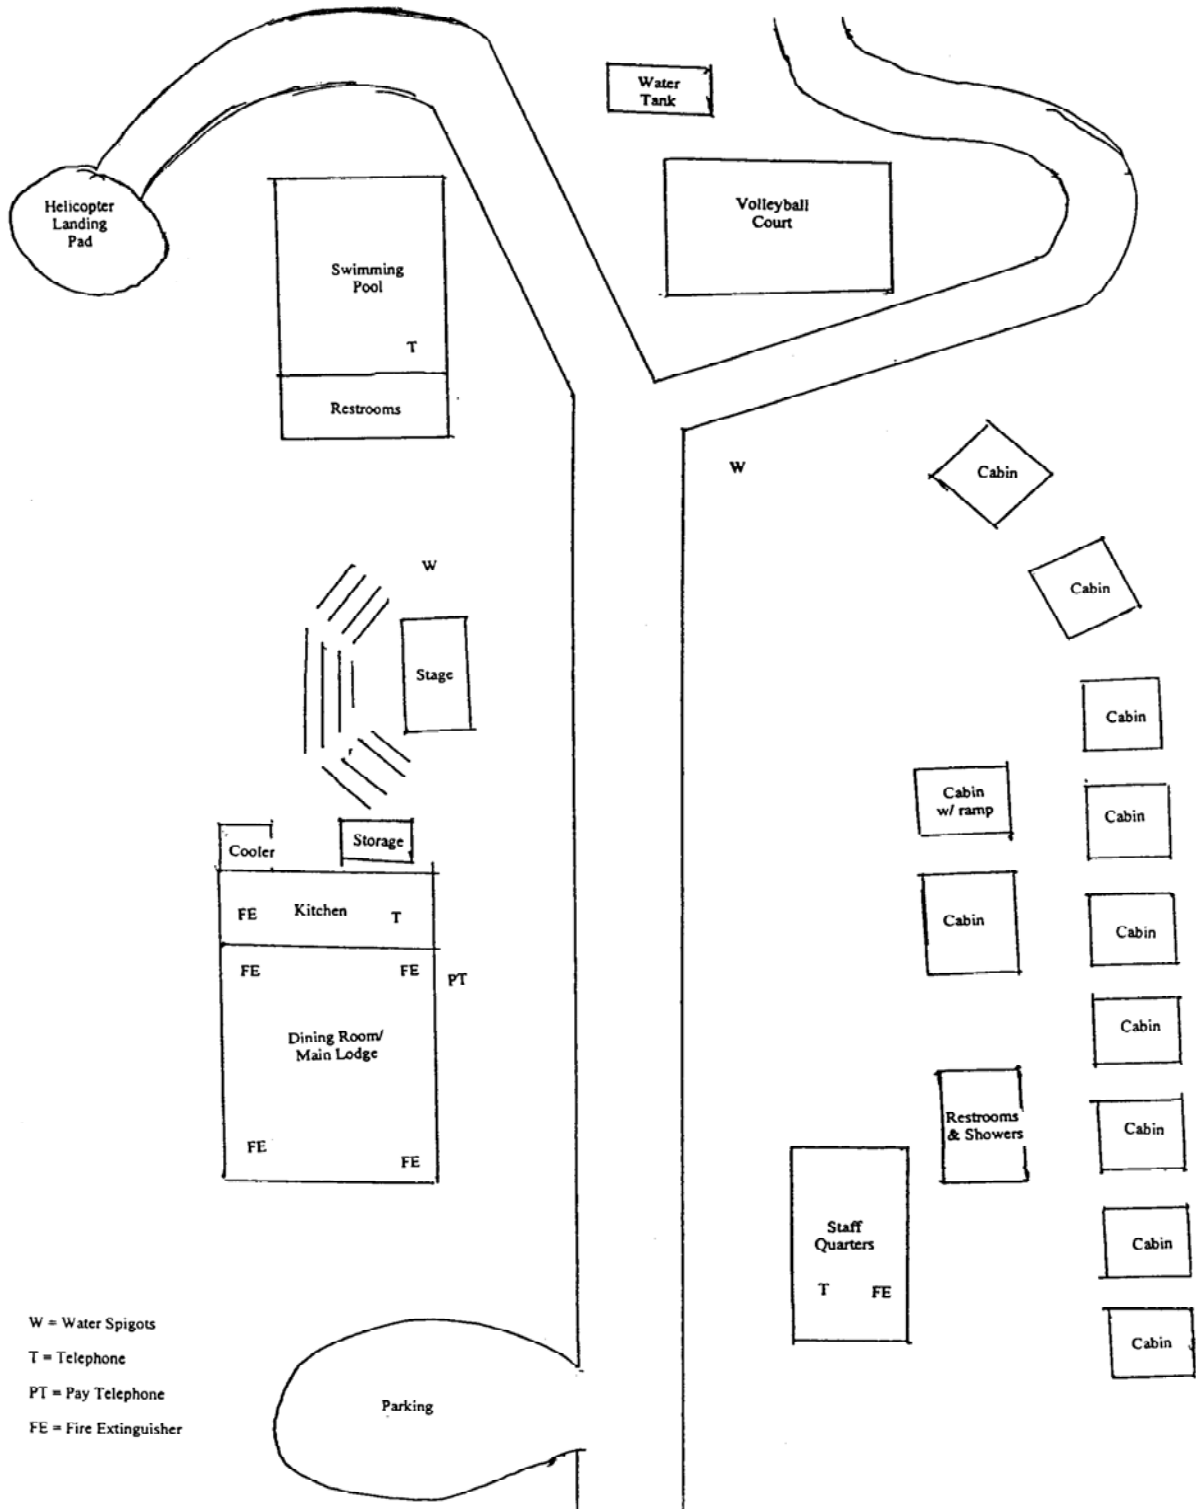 Water
Tank
Helicopter
Landing
Pad
Volleyball
Court
Swimming
Pool
T
Restrooms
W
Cabin
W
Cabin
Stage
Cabin
Cabin
w/ ramp
Cabin
Cooler
Storage
FE
Kitchen
T
Cabin
Cabin
FE
FE
PT
Dining Room/
Main Lodge
Cabin
Restrooms
& Showers
Cabin
FE
FE
Staff
Quarters
T
FE
Cabin
Cabin
W = Water Spigots
T = Telephone
PT = Pay Telephone
FE = Fire Extinguisher
Parking